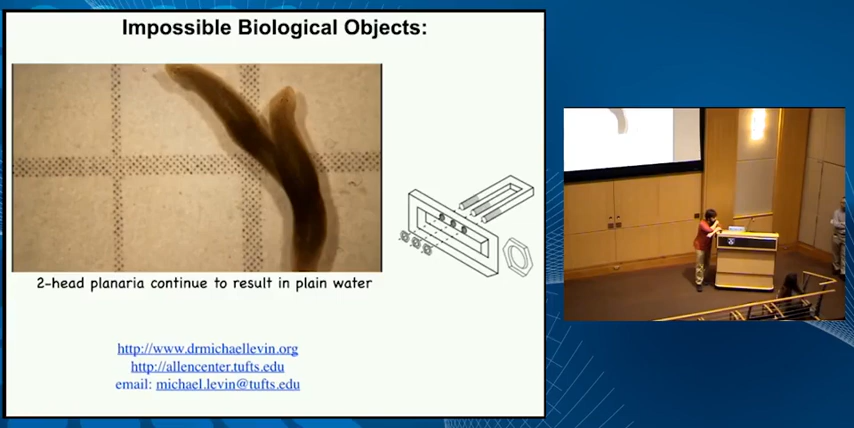 Impossible Biological Objects:
2-head planaria continue to result in plain water
http://www.drmichaellevin.org
http://allencenter.tufts.edu
email: michael.levin@tufts.edu